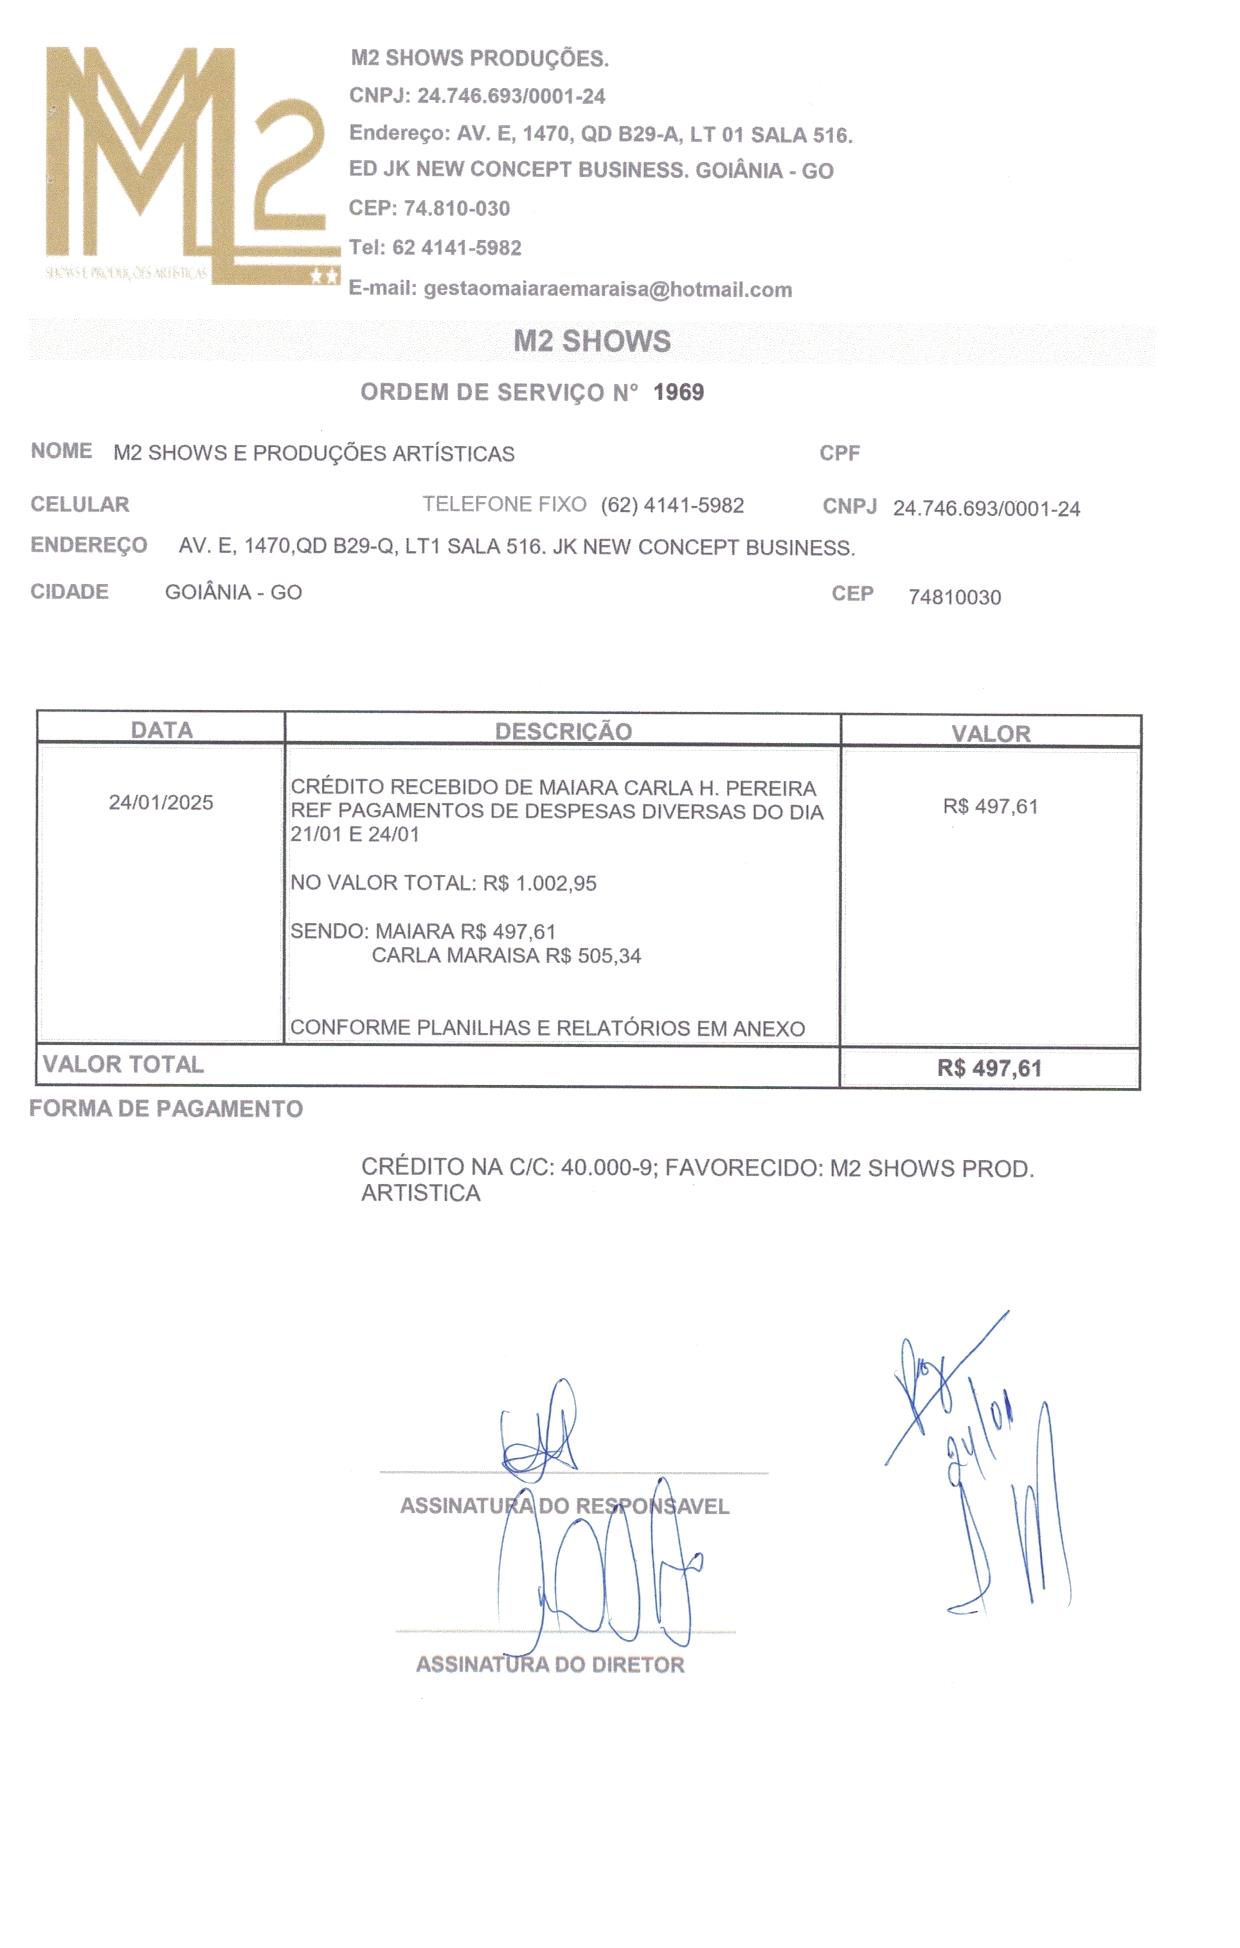 M2 SHOWS PRODUÇÕES.
CNPJ: 24.746.693/0001-24
Endereço: AV. E, 1470, QD B29-A, LT 01 SALA 516.
ED JK NEW CONCEPT BUSINESS. GOIÂNIA - GO
CEP: 74.810-030
Tel: 62 4141-5982
E-mail: gestaomaiaraemaraisa@hotmail.com
M2
SHOWS E PRODUÇÕES ARTÍSTICAS
M2 SHOWS
ORDEM DE SERVIÇO N° 1969
NOME M2 SHOWS E PRODUÇÕES ARTÍSTICAS CPF
CELULAR TELEFONE FIXO (62) 4141-5982 CNPJ 24.746.693/0001-24
ENDEREÇO AV. E, 1470,QD B29-Q, LT1 SALA 516. JK NEW CONCEPT BUSINESS.
CIDADE GOIÂNIA - GO CEP 74810030
DATA DESCRIÇÃO VALOR
24/01/2025 CRÉDITO RECEBIDO DE MAIARA CARLA H. PEREIRA R$ 497,61
REF PAGAMENTOS DE DESPESAS DIVERSAS DO DIA
21/01 E 24/01
NO VALOR TOTAL: R$ 1.002,95
SENDO: MAIARA R$ 497,61
CARLA MARAISA R$ 505,34
CONFORME PLANILHAS E RELATÓRIOS EM ANEXO
VALOR TOTAL R$ 497,61
FORMA DE PAGAMENTO
CRÉDITO NA C/C: 40.000-9; FAVORECIDO: M2 SHOWS PROD.
ARTISTICA
24/01
ASSINATURA DO RESPONSAVEL
ASSINATURA DO DIRETOR